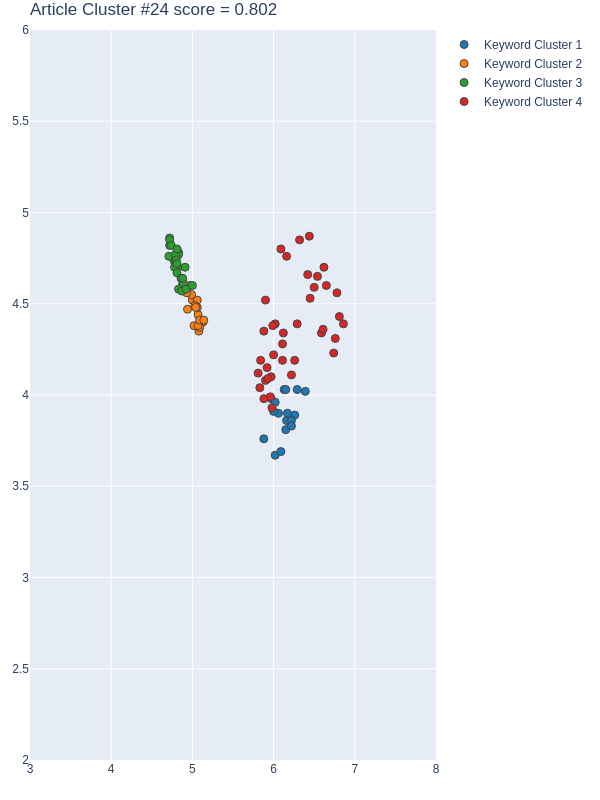 Article Cluster #24 score = 0.802
Keyword Cluster 1
Keyword Cluster 2
Keyword Cluster 3
Keyword Cluster 4
6
5.5
5
4.5
4
3.5
3
2.5
2
3 4 5 6 7 8